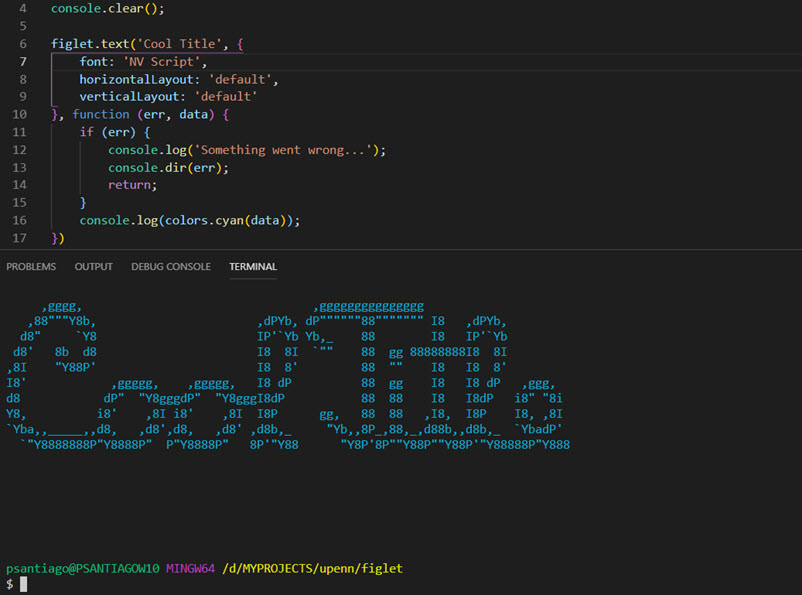 4 console.clear();
5
6 figlet.text('Cool Title', {
7     font: 'NV Script',
8     horizontalLayout: 'default',
9     verticalLayout: 'default'
10 }, function (err, data) {
11     if (err) {
12         console.log('Something went wrong...');
13         console.dir(err);
14         return;
15     }
16     console.log(colors.cyan(data));
17 })
PROBLEMS OUTPUT DEBUG CONSOLE TERMINAL
     ,gggg,                                ,ggggggggggggggg
   ,88"""Y8b,                       ,dPYb, dP""""""88""""""" I8   ,dPYb,
  d8"     `Y8                       IP'`Yb Yb,_    88        I8   IP'`Yb
 d8'   8b  d8                       I8  8I  `""    88  gg 88888888I8  8I
,8I    "Y88P'                       I8  8'         88  ""    I8   I8  8'
I8'            ,ggggg,    ,ggggg,   I8 dP          88  gg    I8   I8 dP   ,ggg,
d8            dP"  "Y8gggdP"  "Y8gggI8dP           88  88    I8   I8dP   i8" "8i
Y8,          i8'    ,8I i8'    ,8I  I8P      gg,   88  88   ,I8,  I8P    I8, ,8I
`Yba,,_____,,d8,   ,d8',d8,   ,d8' ,d8b,_     "Yb,,8P_,88,_,d88b,,d8b,_  `YbadP'
  `"Y8888888P"Y8888P"  P"Y8888P"   8P'"Y88      "Y8P'8P""Y88P""Y88P'"Y88888P"Y888
psantiago@PSANTIAGOW10 MINGW64 /d/MYPROJECTS/upenn/figlet
$